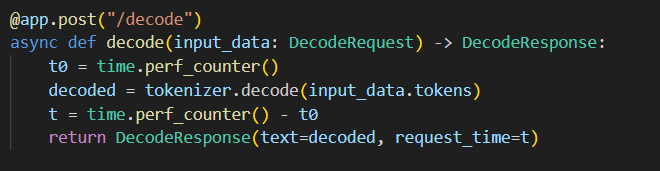 @app.post("/decode")
async def decode(input_data: DecodeRequest) -> DecodeResponse:
    t0 = time.perf_counter()
    decoded = tokenizer.decode(input_data.tokens)
    t = time.perf_counter() - t0
    return DecodeResponse(text=decoded, request_time=t)